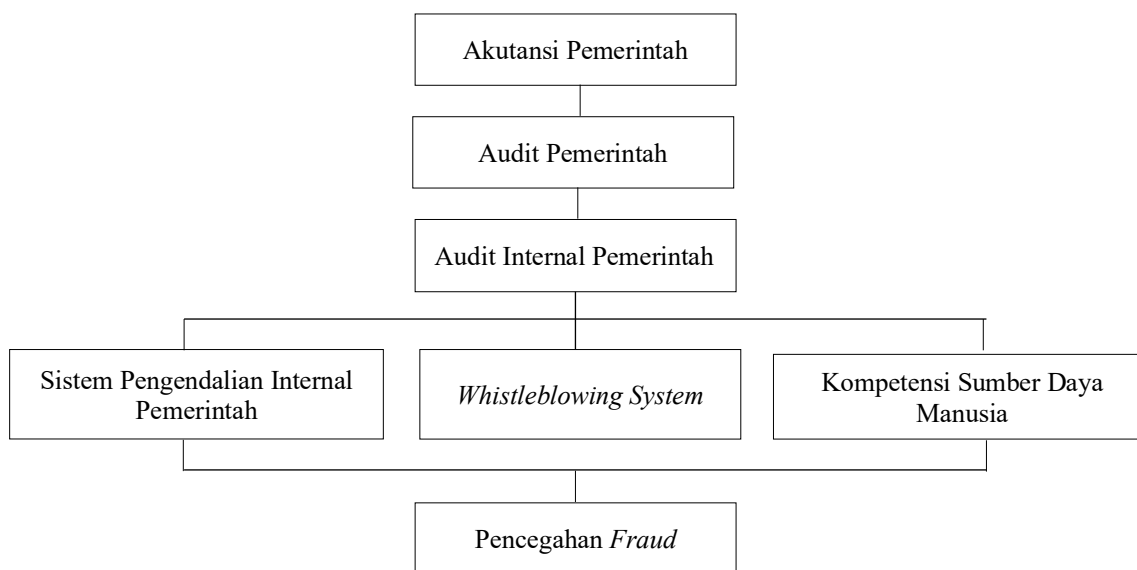 Akutansi Pemerintah
Audit Pemerintah
Audit Internal Pemerintah
Sistem Pengendalian Internal
Pemerintah
Whistleblowing System
Kompetensi Sumber Daya
Manusia
Pencegahan Fraud